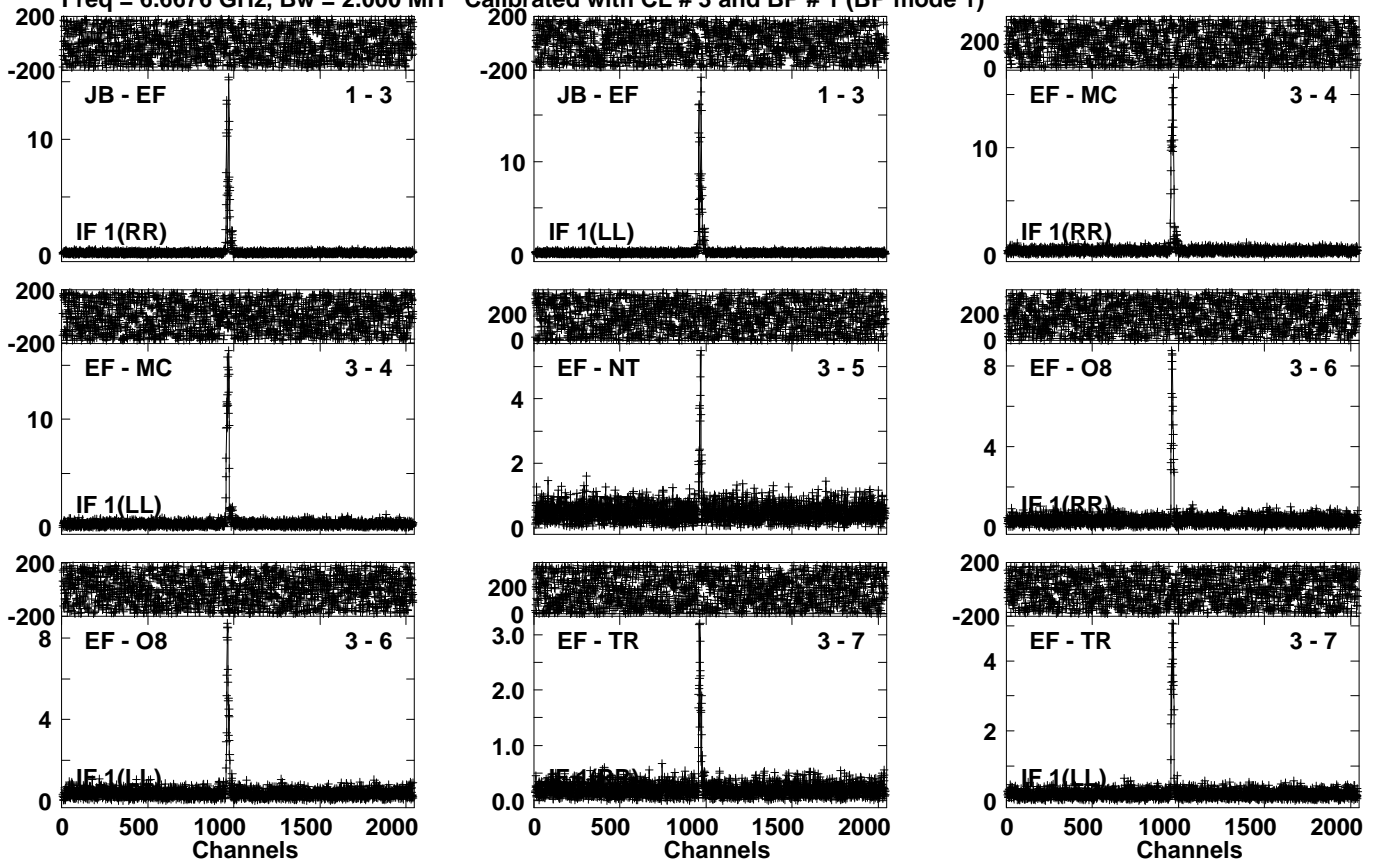 Freq = 6.6676 GHz, Bw = 2.000 MH Calibrated with CL # 3 and BP # 1 (BP mode 1)
200
-200
JB - EF 1 - 3
10
IF 1(RR)
0
200
-200
JB - EF 1 - 3
10
IF 1(LL)
0
200
0
EF - MC 3 - 4
10
IF 1(RR)
0
200
-200
EF - MC 3 - 4
10
IF 1(LL)
0
200
0
EF - NT 3 - 5
4
2
0
200
0
EF - O8 3 - 6
8
4
IF 1(RR)
0
200
-200
EF - O8 3 - 6
8
4
IF 1(LL)
0
0 500 1000 1500 2000
Channels
200
0
EF - TR 3 - 7
3.0
2.0
1.0
IF 1(RR)
0.0
0 500 1000 1500 2000
Channels
200
-200
EF - TR 3 - 7
4
2
IF 1(LL)
0
0 500 1000 1500 2000
Channels